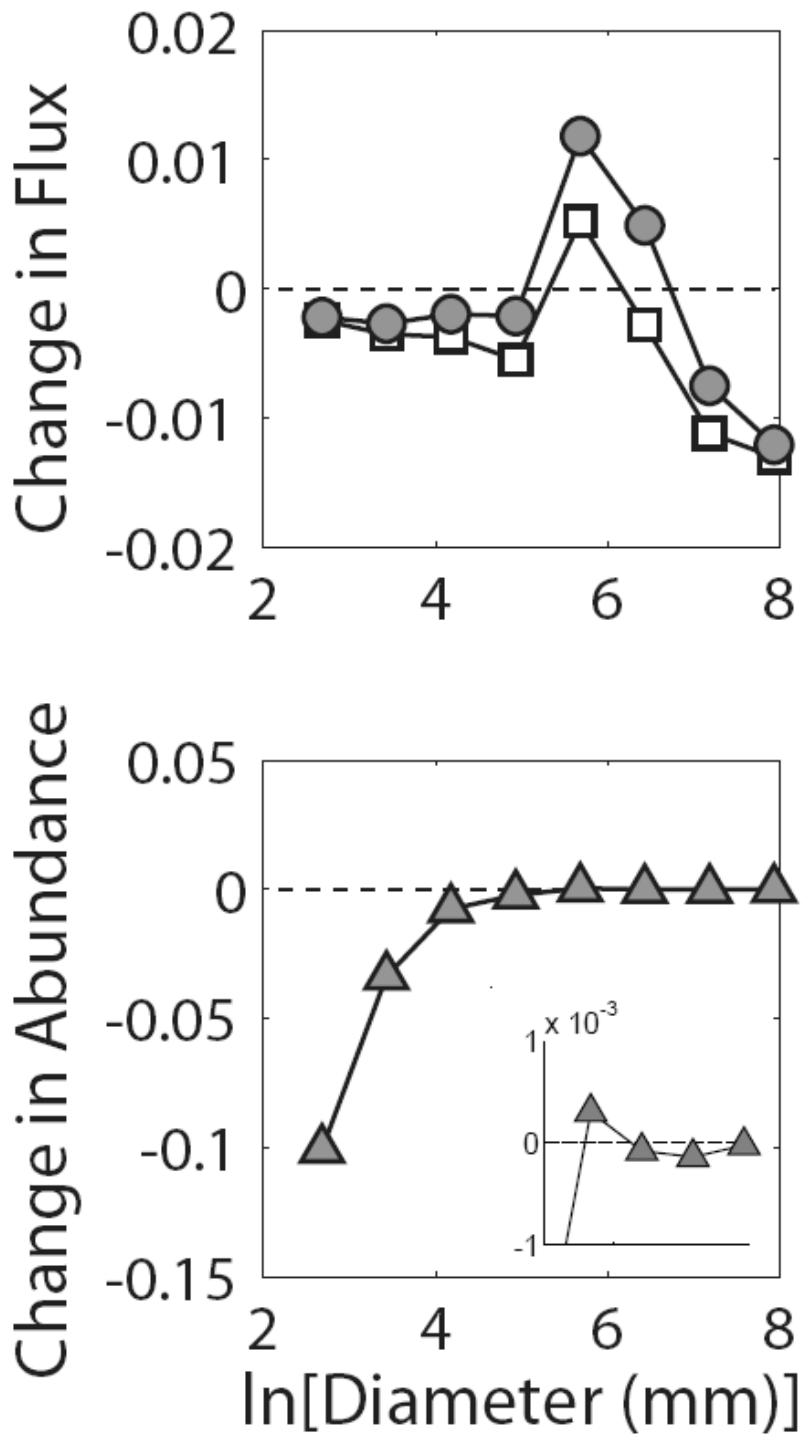 Change in Flux
0.02
0.01
0
-0.01
-0.02
2 4 6 8
Change in Abundance
0.05
0
-0.05
-0.1
-0.15
x 10-3
1
0
-1
2 4 6 8
ln[Diameter (mm)]